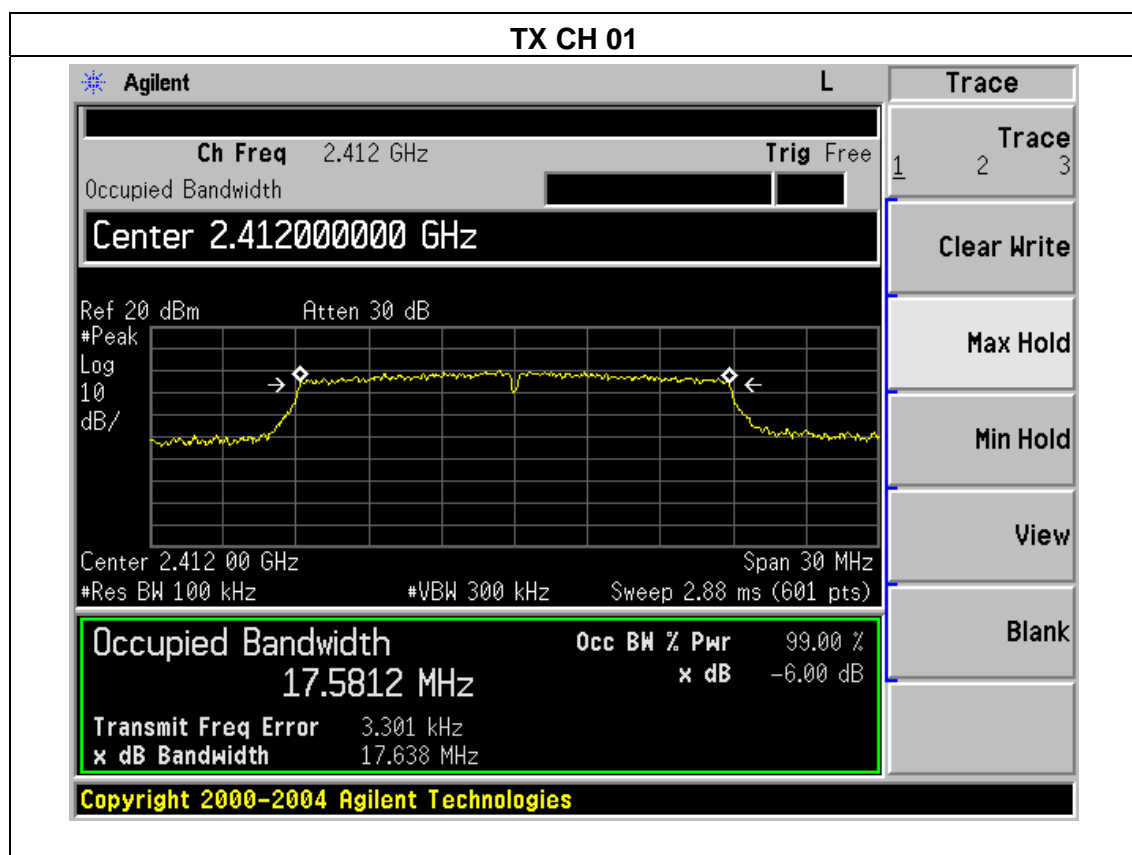 TX CH 01
Agilent L Trace
Ch Freq 2.412 GHz Trig Free
Occupied Bandwidth
Trace
1 2 3
Center 2.412000000 GHz
Clear Write
Ref 20 dBm Atten 30 dB
#Peak
Log
10
dB/
Max Hold
Min Hold
View
Center 2.412 00 GHz Span 30 MHz
#Res BW 100 kHz #VBW 300 kHz Sweep 2.88 ms (601 pts)
Blank
Occupied Bandwidth Occ BW % Pwr 99.00 %
17.5812 MHz x dB -6.00 dB
Transmit Freq Error 3.301 kHz
x dB Bandwidth 17.638 MHz
Copyright 2000-2004 Agilent Technologies